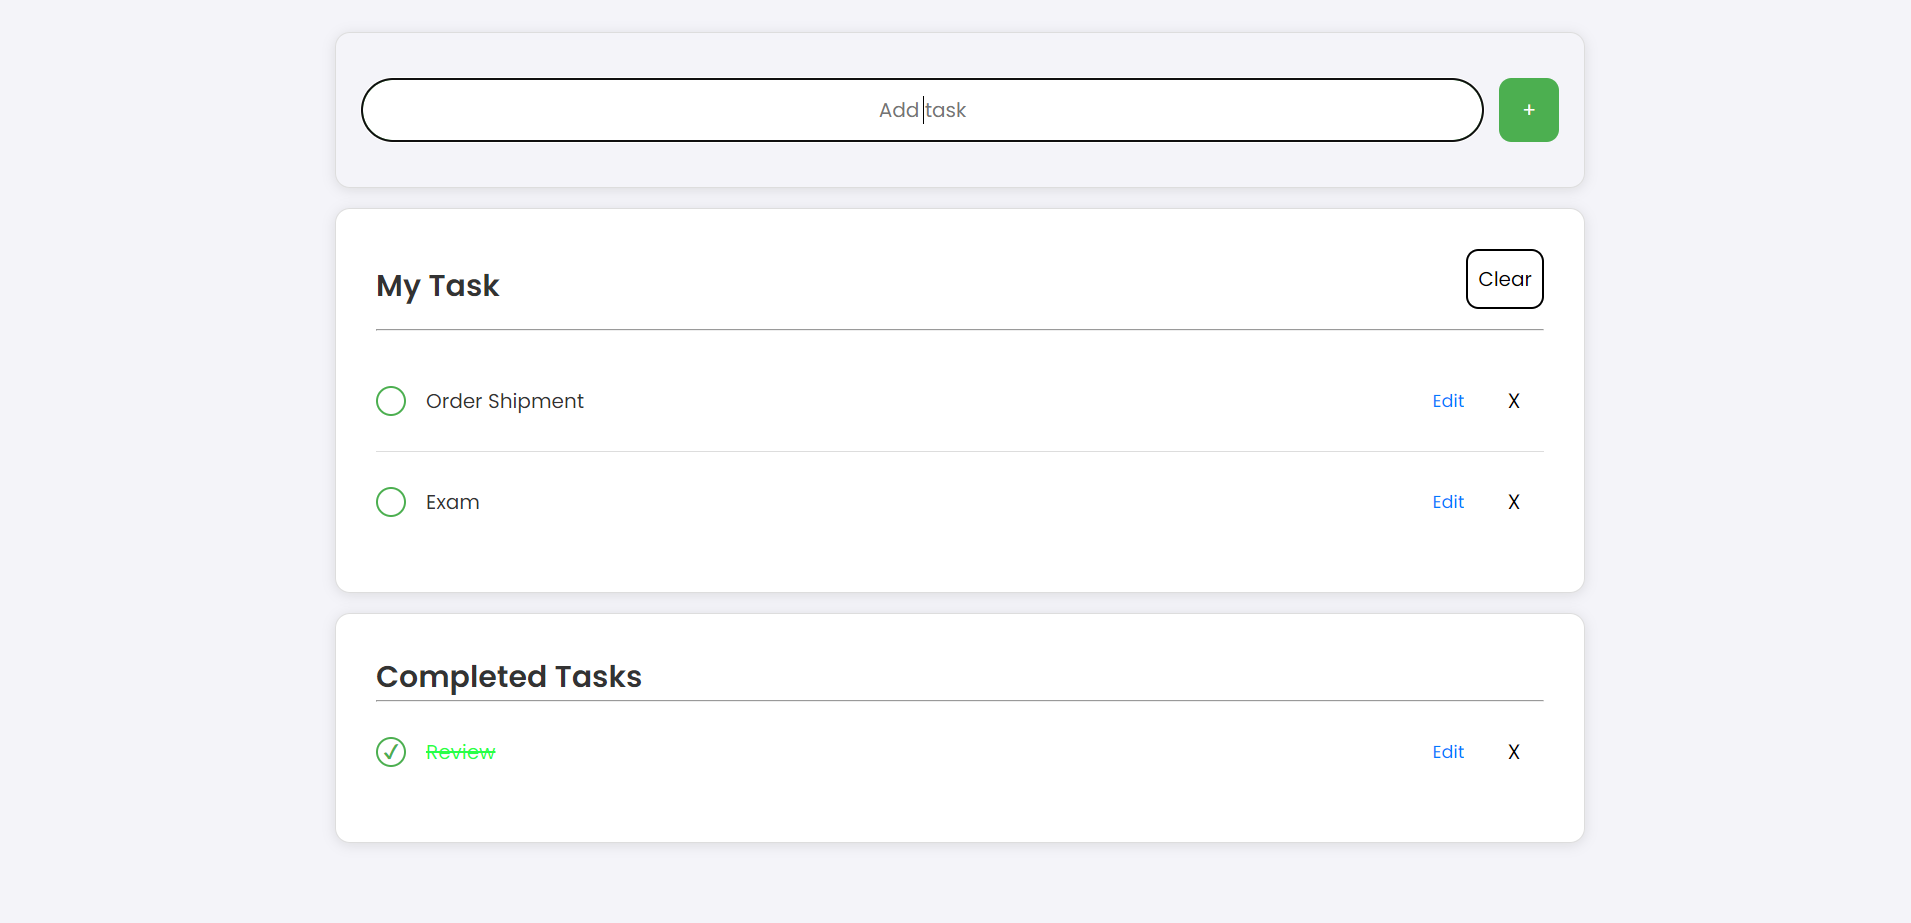 Add task +
My Task Clear
Order Shipment Edit X
Exam Edit X
Completed Tasks
Review Edit X